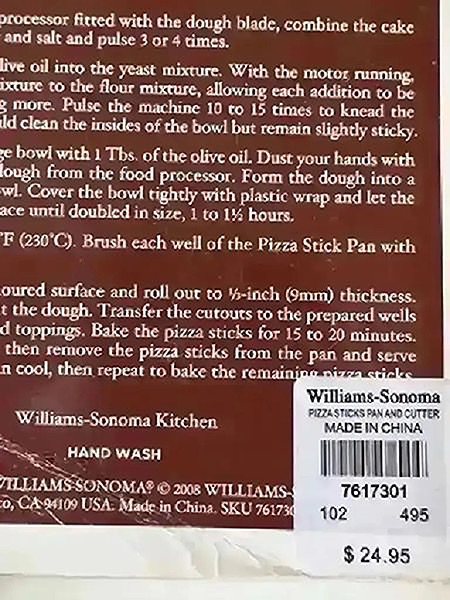 processor fitted with the dough blade, combine the cake
and salt and pulse 3 or 4 times.
live oil into the yeast mixture. With the motor running,
ixture to the flour mixture, allowing each addition to be
g more. Pulse the machine 10 to 15 times to knead the
uld clean the insides of the bowl but remain slightly sticky.
ge bowl with 1 Tbs. of the olive oil. Dust your hands with
dough from the food processor. Form the dough into a
owl. Cover the bowl tightly with plastic wrap and let the
ace until doubled in size, 1 to 1½ hours.
°F (230°C). Brush each well of the Pizza Stick Pan with
oured surface and roll out to ⅓-inch (9mm) thickness.
t the dough. Transfer the cutouts to the prepared wells
d toppings. Bake the pizza sticks for 15 to 20 minutes.
then remove the pizza sticks from the pan and serve
n cool, then repeat to bake the remaining pizza sticks.
Williams-Sonoma Kitchen
HAND WASH
WILLIAMS-SONOMA® © 2008 WILLIAMS-S
co, CA 94109 USA. Made in China. SKU 76173
Williams-Sonoma
PIZZA STICKS PAN AND CUTTER
MADE IN CHINA
7617301
102 495
$ 24.95